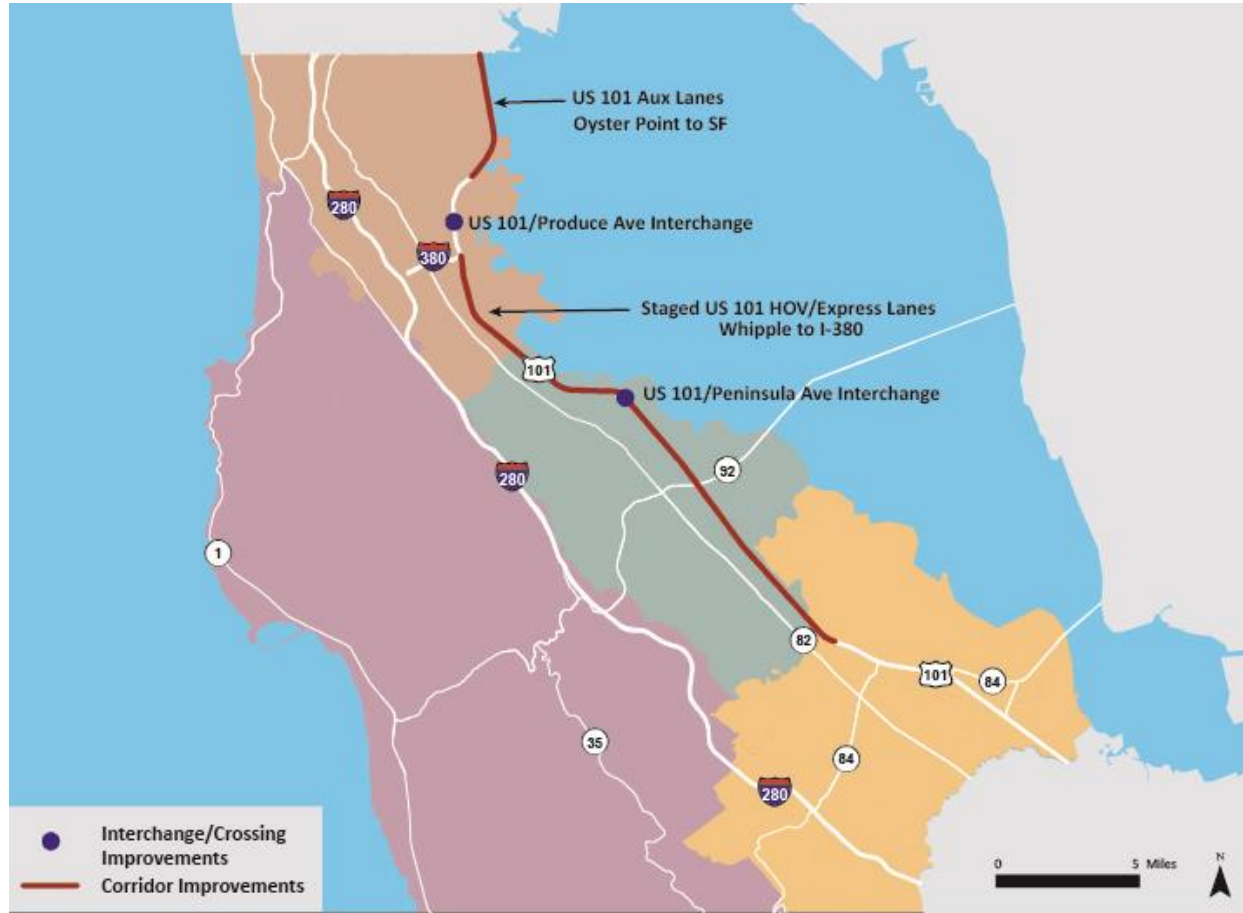 US 101 Aux Lanes
Oyster Point to SF
280
US 101/Produce Ave Interchange
380
Staged US 101 HOV/Express Lanes
Whipple to I-380
101
US 101/Peninsula Ave Interchange
92
280
1
82
101
84
35
84
280
Interchange/Crossing
Improvements
Corridor Improvements
0 5 Miles
N